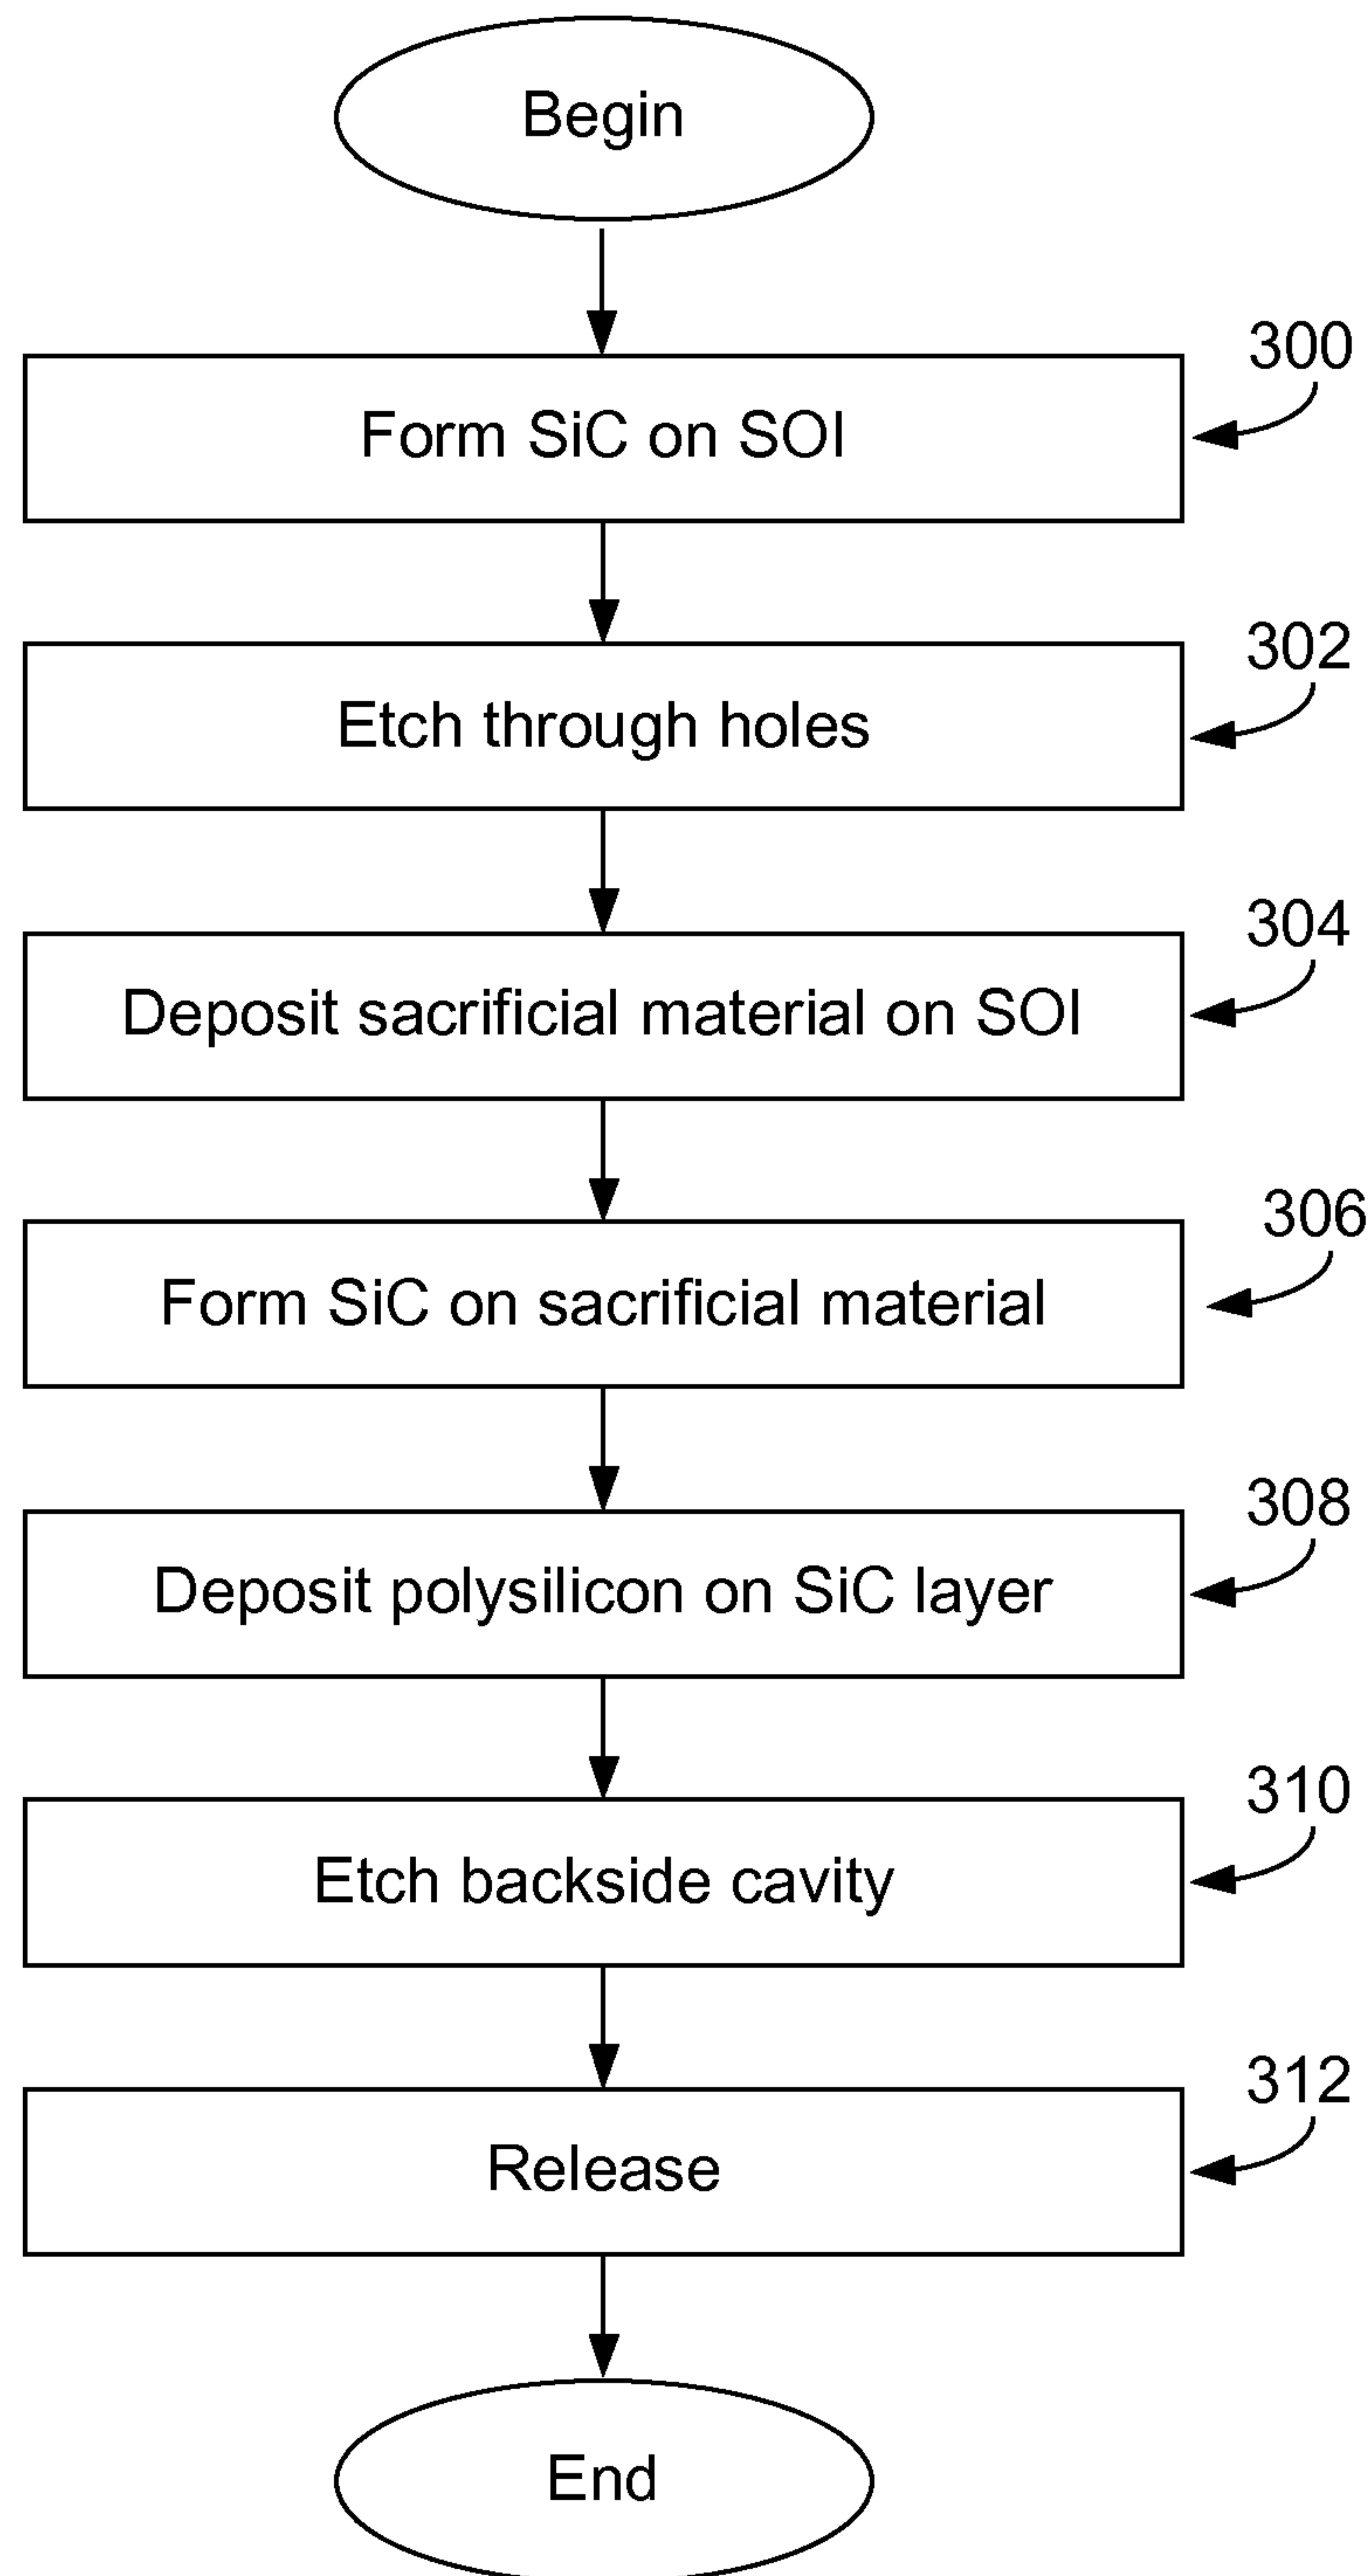 Begin
300
Form SiC on SOI
302
Etch through holes
304
Deposit sacrificial material on SOI
306
Form SiC on sacrificial material
308
Deposit polysilicon on SiC layer
310
Etch backside cavity
312
Release
End